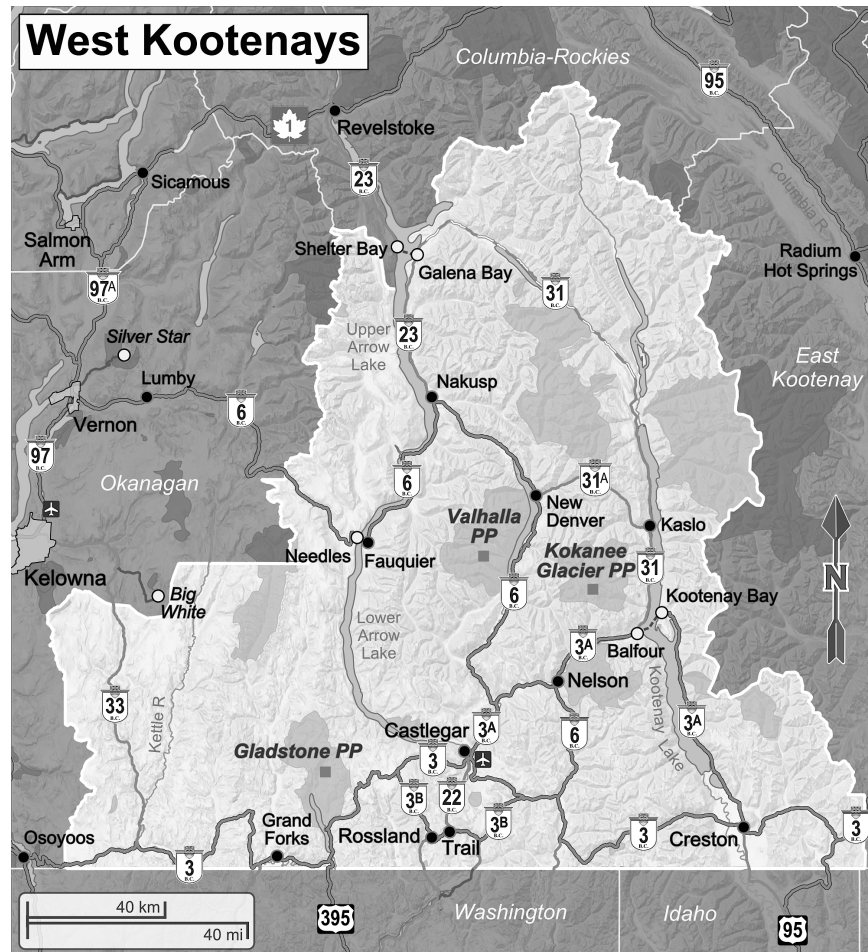 West Kootenays
Columbia-Rockies
95
B.C.
1
Revelstoke
23
B.C.
Sicamous
Columbia R.
Salmon
Arm
Shelter Bay
Galena Bay
Radium
Hot Springs
97A
B.C.
31
B.C.
Silver Star
Upper
Arrow
Lake
23
B.C.
East
Kootenay
Lumby
Nakusp
6
B.C.
Vernon
97
B.C.
Okanagan
6
B.C.
31A
B.C.
New
Denver
Valhalla
PP
Kaslo
Needles
Fauquier
Kokanee
Glacier PP
31
B.C.
N
Kelowna
Big
White
6
B.C.
Kootenay Bay
Lower
Arrow
Lake
3A
B.C.
Balfour
Kootenay Lake
Nelson
33
B.C.
Kettle R
Castlegar
3A
B.C.
6
B.C.
3A
B.C.
Gladstone PP
3
B.C.
3B
B.C.
22
B.C.
3B
B.C.
Osoyoos
Grand
Forks
Rossland
Trail
3
B.C.
Creston
3
B.C.
3
B.C.
40 km
40 mi
395
Washington
Idaho
95